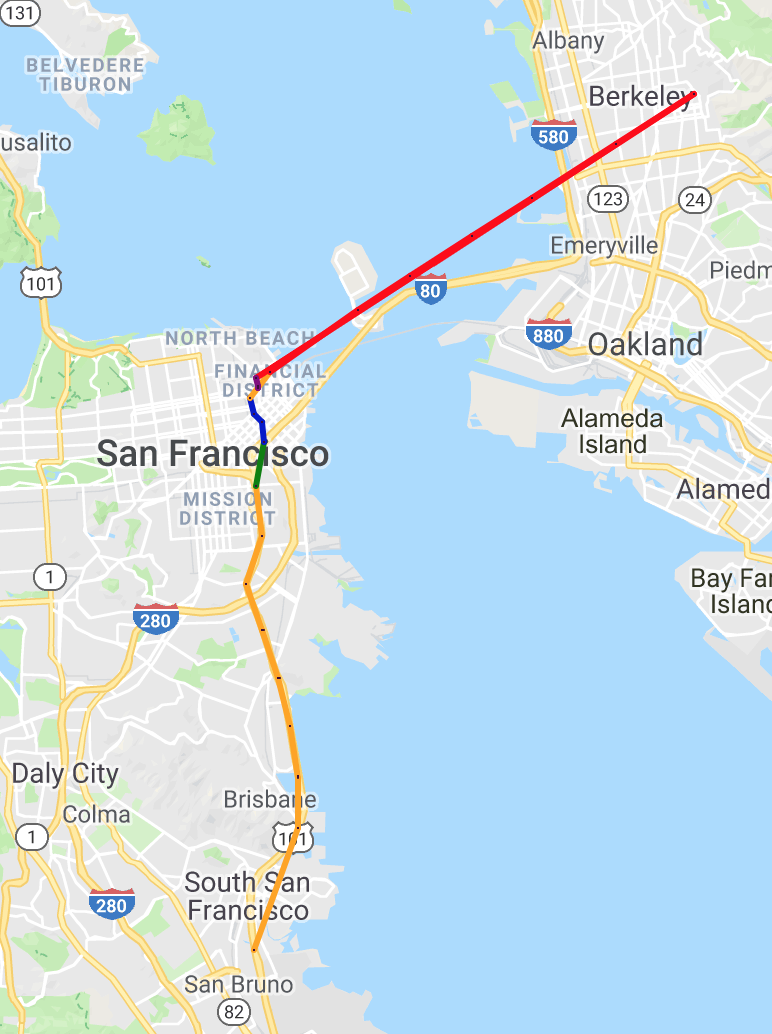 131
Albany
BELVEDERE
TIBURON
Berkeley
580
usalito
123
24
Emeryville
Piedm
101
80
NORTH BEACH
880
Oakland
FINANCIAL
DISTRICT
Alameda
Island
San Francisco
Alamed
MISSION
DISTRICT
1
Bay Far
Island
280
Daly City
Brisbane
Colma
1
101
South San
Francisco
280
San Bruno
82